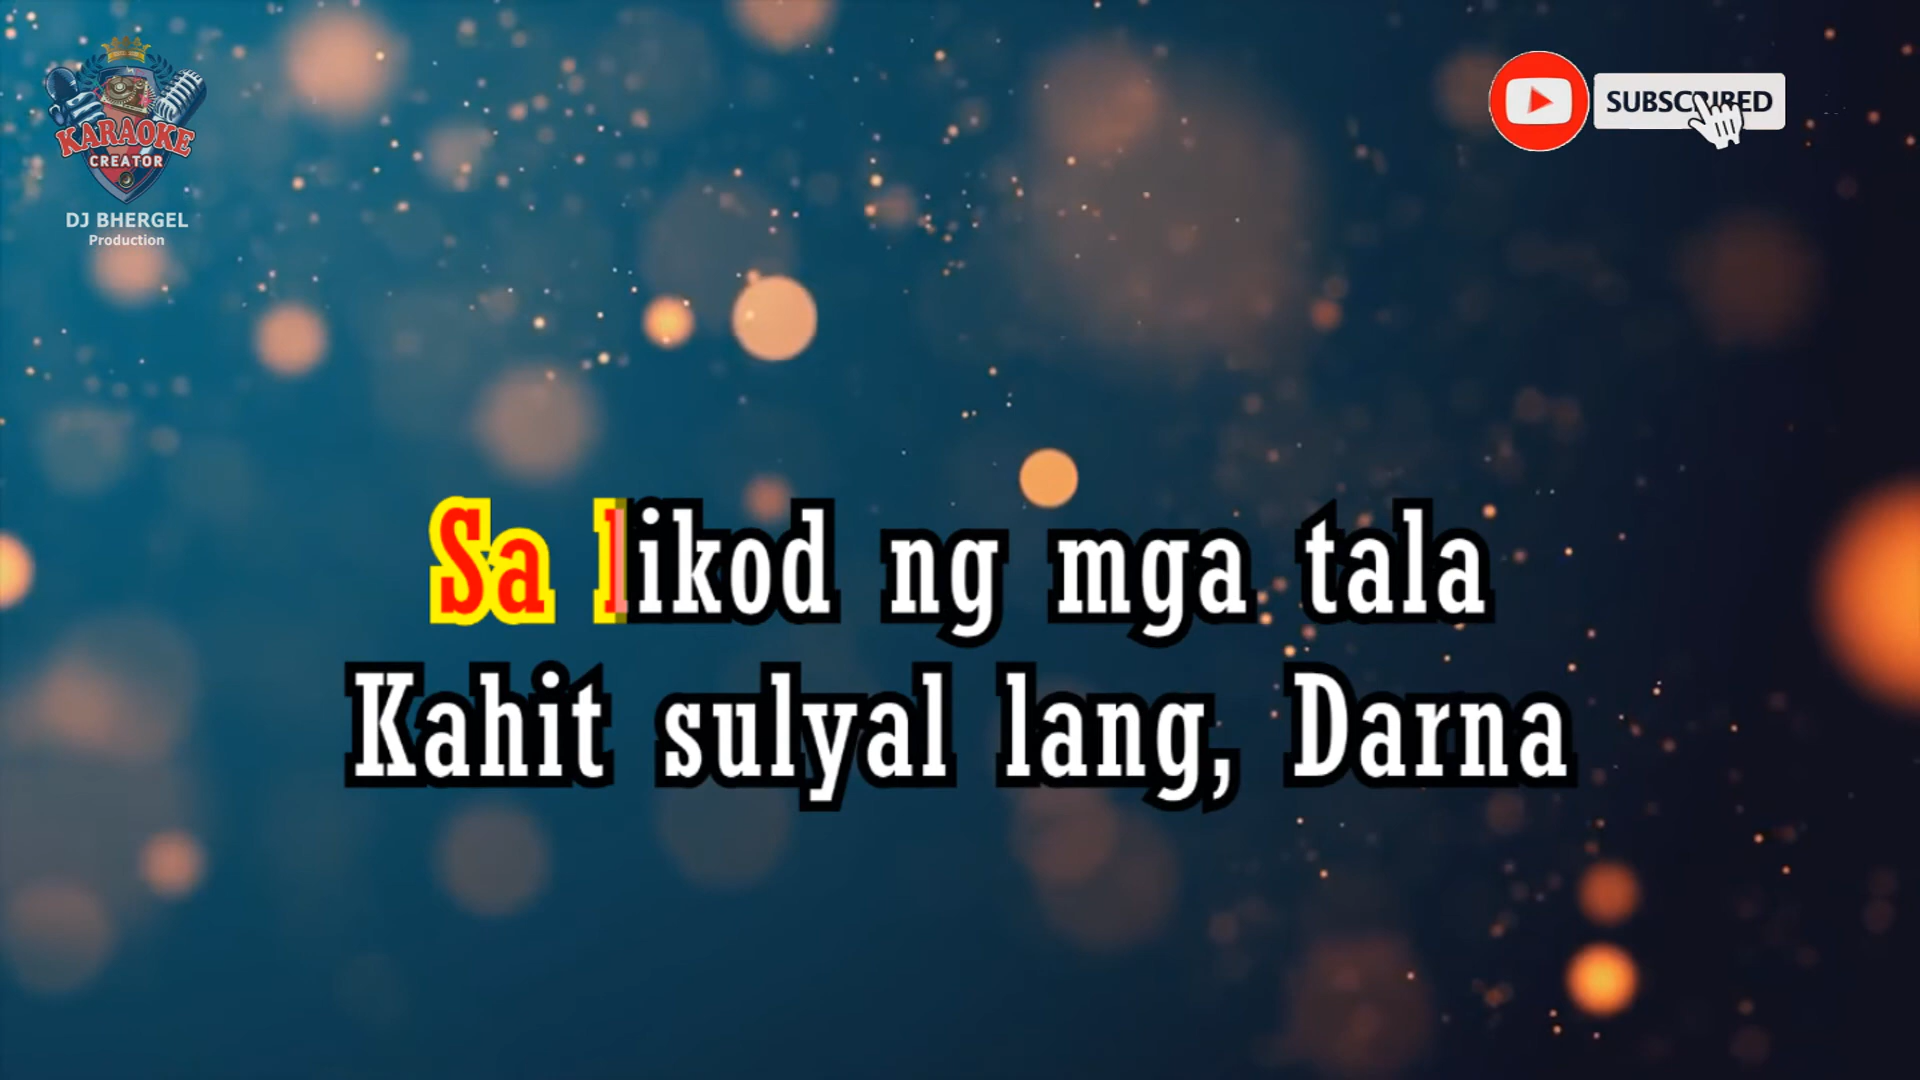 KARAOKE
CREATOR
DJ BHERGEL
Production
SUBSCRIBED
Sa likod ng mga tala
Kahit sulyal lang, Darna